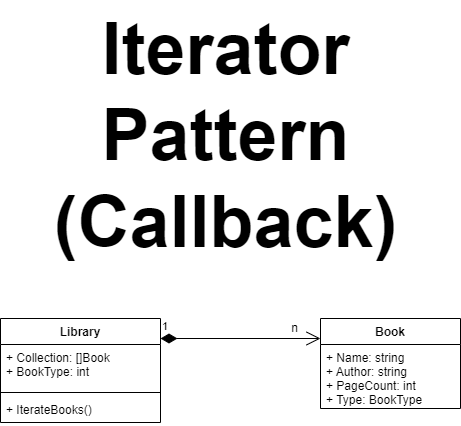 Iterator
Pattern
(Callback)
Library
+ Collection: []Book
+ BookType: int
+ IterateBooks()
1
n
Book
+ Name: string
+ Author: string
+ PageCount: int
+ Type: BookType